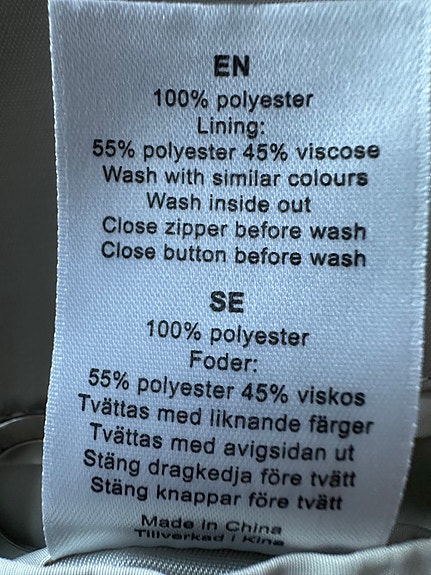 EN
100% polyester
Lining:
55% polyester 45% viscose
Wash with similar colours
Wash inside out
Close zipper before wash
Close button before wash
SE
100% polyester
Foder:
55% polyester 45% viskos
Tvättas med liknande färger
Tvättas med avigsidan ut
Stäng dragkedja före tvätt
Stäng knappar före tvätt
Made in China
Tillverkad i Kina